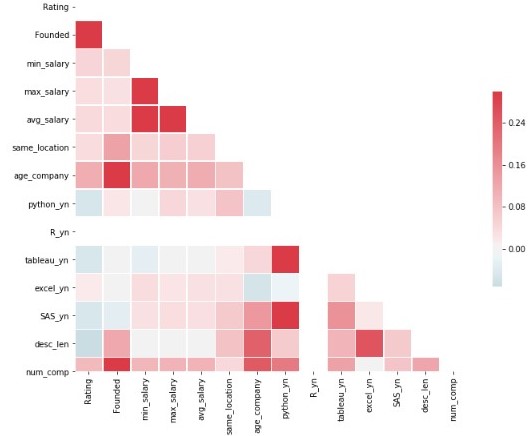 Rating
Founded
min_salary
max_salary
avg_salary
same_location
age_company
python_yn
R_yn
tableau_yn
excel_yn
SAS_yn
desc_len
num_comp
0.24
0.16
0.08
0.00
Rating
Founded
min_salary
max_salary
avg_salary
same_location
age_company
python_yn
R_yn
tableau_yn
excel_yn
SAS_yn
desc_len
num_comp